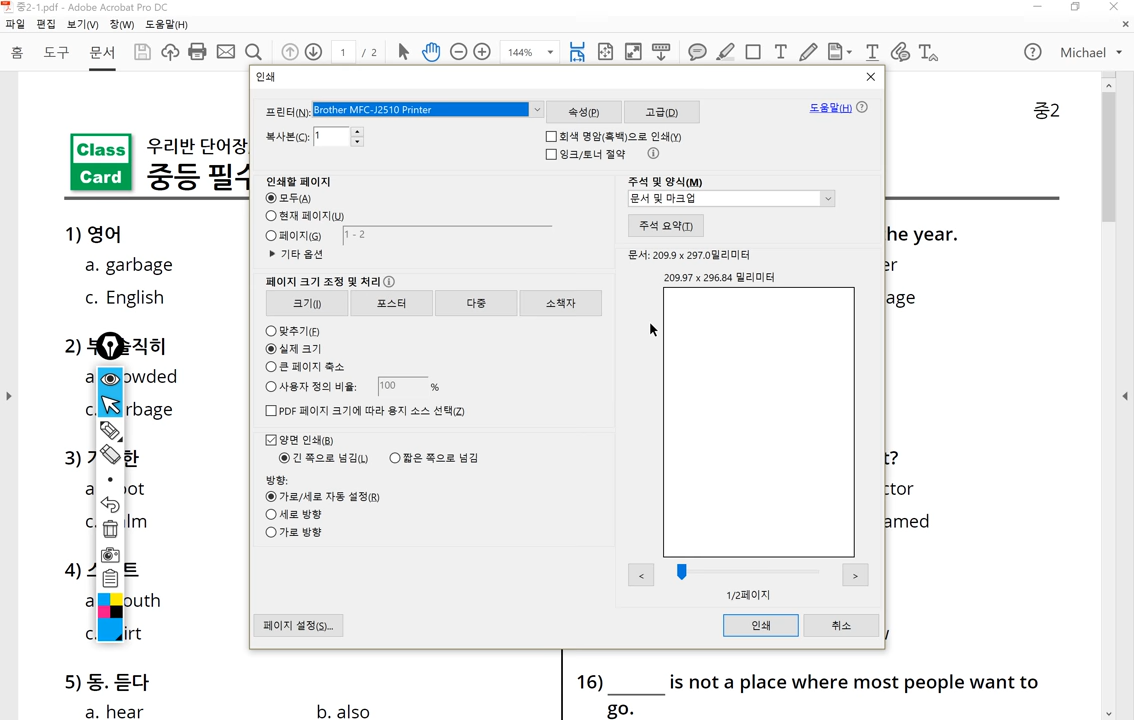 중2-1.pdf - Adobe Acrobat Pro DC
파일 편집 보기(V) 창(W) 도움말(H)
홈 도구 문서 1 / 2 144% Michael
중2
Class
Card
우리반 단어장
중등 필수
1) 영어
a. garbage
c. English
he year.
er
age
a
owded
c
rbage
3)
한
a
oot
c
lm
t?
ctor
amed
4)
트
a
outh
c
irt
w
5) 동. 듣다
a. hear b. also
16) ______ is not a place where most people want to
go.
인쇄
프린터(N): Brother MFC-J2510 Printer 속성(P) 고급(D) 도움말(H)
복사본(C): 1
회색 명암(흑백)으로 인쇄(Y)
잉크/토너 절약
인쇄할 페이지
모두(A)
현재 페이지(U)
페이지(G) 1 - 2
기타 옵션
페이지 크기 조정 및 처리
크기(I) 포스터 다중 소책자
맞추기(F)
실제 크기
큰 페이지 축소
사용자 정의 비율: 100 %
PDF 페이지 크기에 따라 용지 소스 선택(Z)
양면 인쇄(B)
긴 쪽으로 넘김(L) 짧은 쪽으로 넘김
방향:
가로/세로 자동 설정(R)
세로 방향
가로 방향
주석 및 양식(M)
문서 및 마크업
주석 요약(T)
문서: 209.9 x 297.0밀리미터
209.97 x 296.84 밀리미터
< >
1/2페이지
페이지 설정(S)... 인쇄 취소